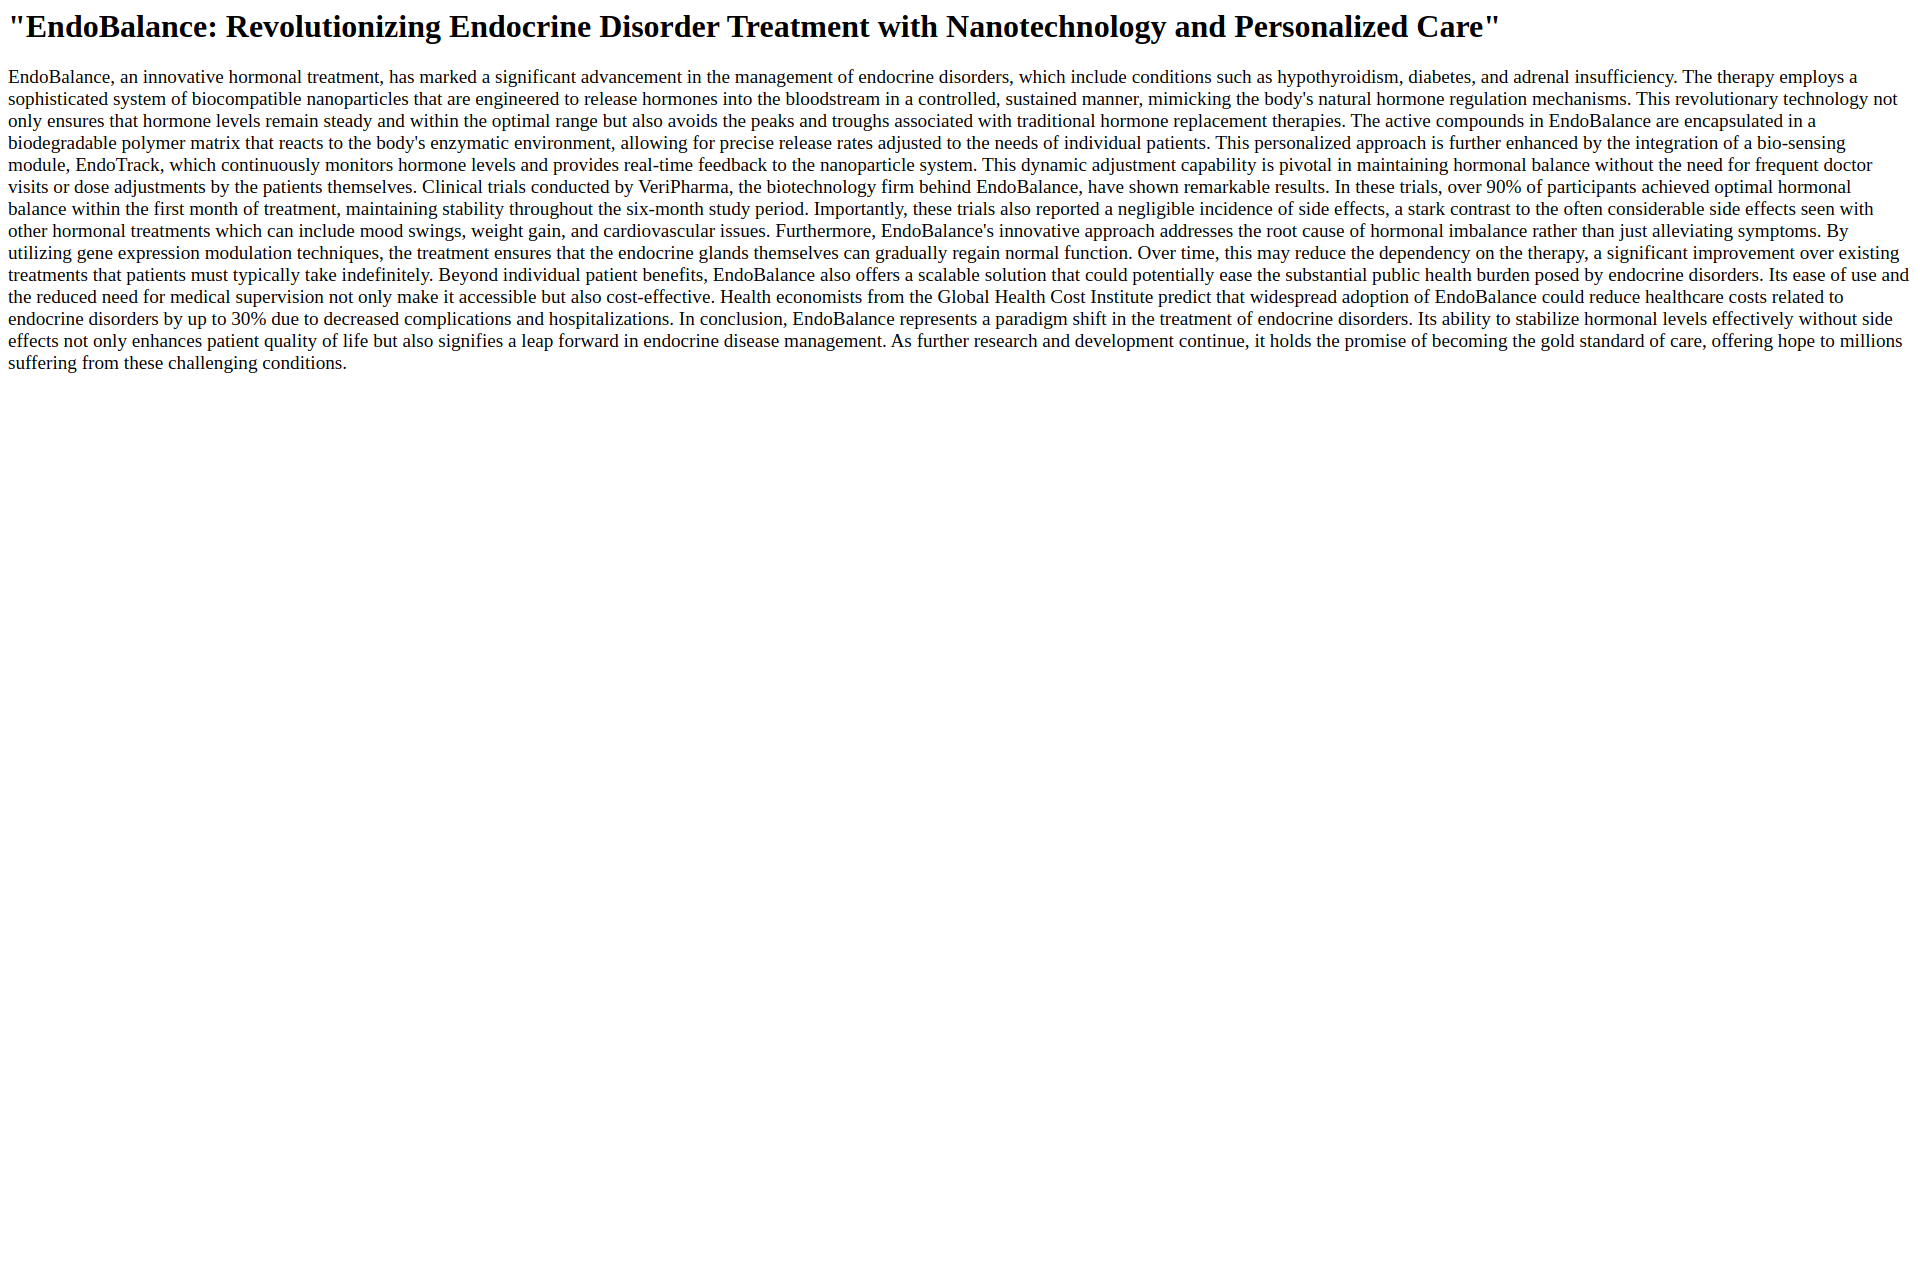 "EndoBalance: Revolutionizing Endocrine Disorder Treatment with Nanotechnology and Personalized Care"
EndoBalance, an innovative hormonal treatment, has marked a significant advancement in the management of endocrine disorders, which include conditions such as hypothyroidism, diabetes, and adrenal insufficiency. The therapy employs a
sophisticated system of biocompatible nanoparticles that are engineered to release hormones into the bloodstream in a controlled, sustained manner, mimicking the body's natural hormone regulation mechanisms. This revolutionary technology not
only ensures that hormone levels remain steady and within the optimal range but also avoids the peaks and troughs associated with traditional hormone replacement therapies. The active compounds in EndoBalance are encapsulated in a
biodegradable polymer matrix that reacts to the body's enzymatic environment, allowing for precise release rates adjusted to the needs of individual patients. This personalized approach is further enhanced by the integration of a bio-sensing
module, EndoTrack, which continuously monitors hormone levels and provides real-time feedback to the nanoparticle system. This dynamic adjustment capability is pivotal in maintaining hormonal balance without the need for frequent doctor
visits or dose adjustments by the patients themselves. Clinical trials conducted by VeriPharma, the biotechnology firm behind EndoBalance, have shown remarkable results. In these trials, over 90% of participants achieved optimal hormonal
balance within the first month of treatment, maintaining stability throughout the six-month study period. Importantly, these trials also reported a negligible incidence of side effects, a stark contrast to the often considerable side effects seen with
other hormonal treatments which can include mood swings, weight gain, and cardiovascular issues. Furthermore, EndoBalance's innovative approach addresses the root cause of hormonal imbalance rather than just alleviating symptoms. By
utilizing gene expression modulation techniques, the treatment ensures that the endocrine glands themselves can gradually regain normal function. Over time, this may reduce the dependency on the therapy, a significant improvement over existing
treatments that patients must typically take indefinitely. Beyond individual patient benefits, EndoBalance also offers a scalable solution that could potentially ease the substantial public health burden posed by endocrine disorders. Its ease of use and
the reduced need for medical supervision not only make it accessible but also cost-effective. Health economists from the Global Health Cost Institute predict that widespread adoption of EndoBalance could reduce healthcare costs related to
endocrine disorders by up to 30% due to decreased complications and hospitalizations. In conclusion, EndoBalance represents a paradigm shift in the treatment of endocrine disorders. Its ability to stabilize hormonal levels effectively without side
effects not only enhances patient quality of life but also signifies a leap forward in endocrine disease management. As further research and development continue, it holds the promise of becoming the gold standard of care, offering hope to millions
suffering from these challenging conditions.